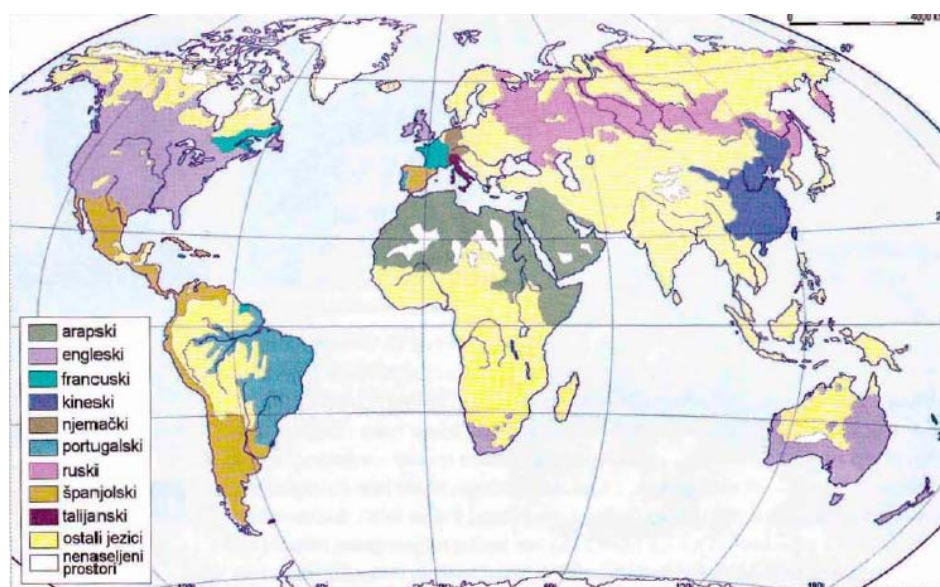 0 4000 km
60°
arapski
engleski
francuski
kineski
njemački
portugalski
ruski
španjolski
talijanski
ostali jezici
nenaseljeni
prostori